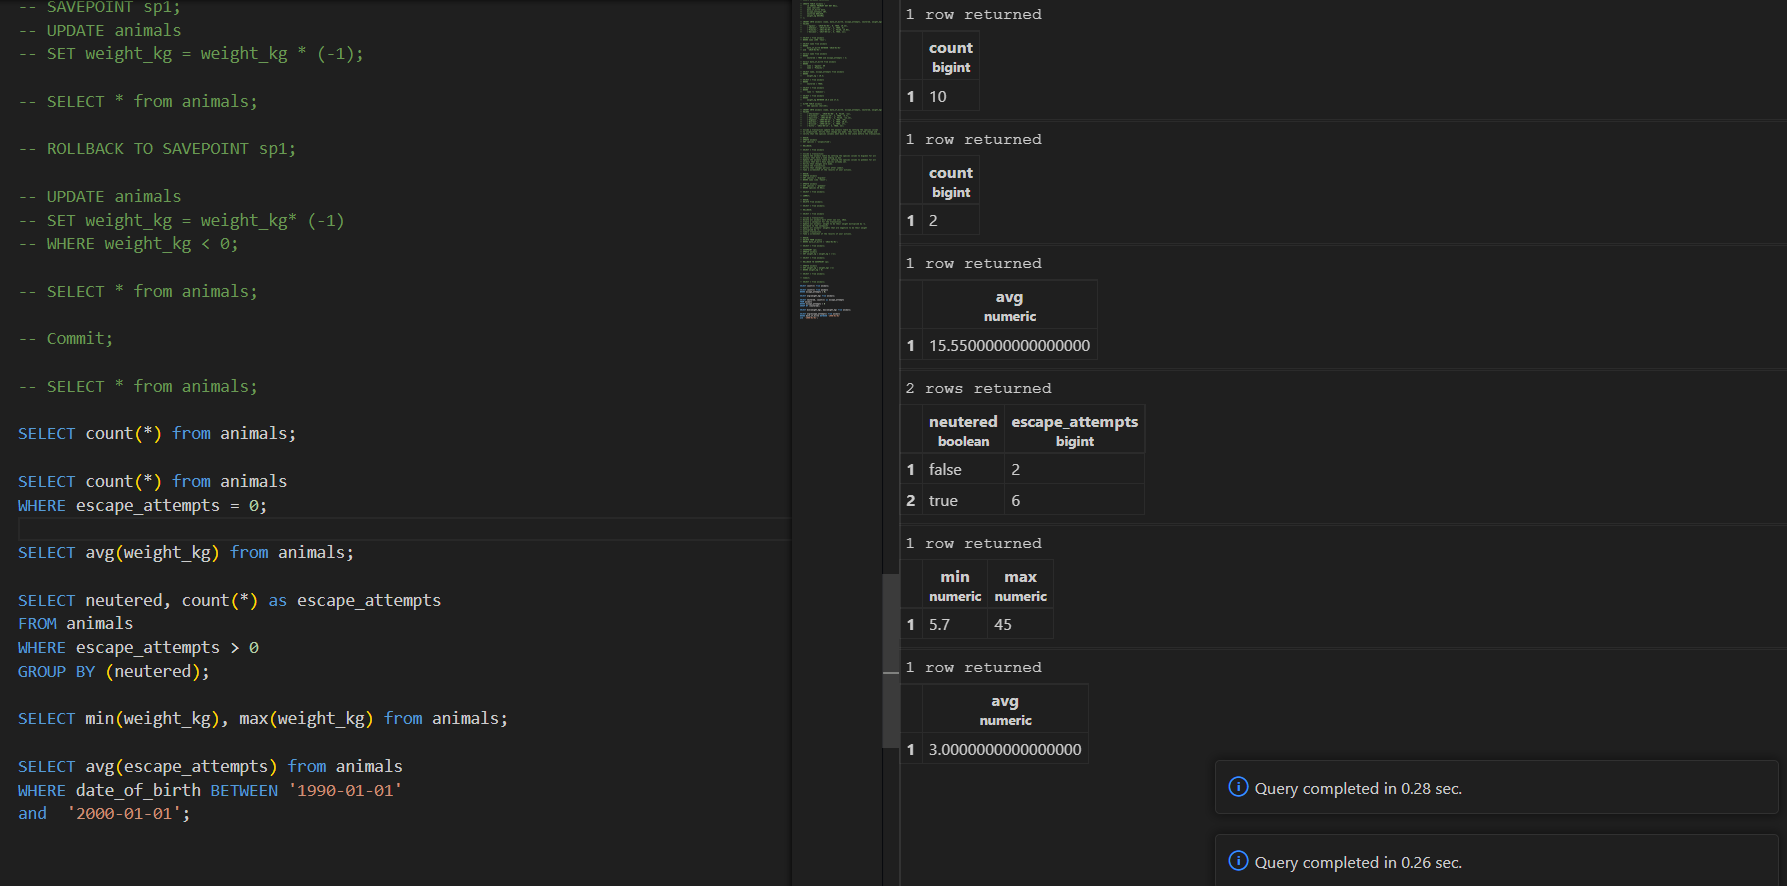 -- SAVEPOINT sp1;
-- UPDATE animals
-- SET weight_kg = weight_kg * (-1);
-- SELECT * from animals;
-- ROLLBACK TO SAVEPOINT sp1;
-- UPDATE animals
-- SET weight_kg = weight_kg* (-1)
-- WHERE weight_kg < 0;
-- SELECT * from animals;
-- Commit;
-- SELECT * from animals;
SELECT count(*) from animals;
SELECT count(*) from animals
WHERE escape_attempts = 0;
SELECT avg(weight_kg) from animals;
SELECT neutered, count(*) as escape_attempts
FROM animals
WHERE escape_attempts > 0
GROUP BY (neutered);
SELECT min(weight_kg), max(weight_kg) from animals;
SELECT avg(escape_attempts) from animals
WHERE date_of_birth BETWEEN '1990-01-01'
and  '2000-01-01';
1 row returned
count
bigint
1 10
1 row returned
count
bigint
1 2
1 row returned
avg
numeric
1 15.5500000000000000
2 rows returned
neutered escape_attempts
boolean bigint
1 false 2
2 true 6
1 row returned
min max
numeric numeric
1 5.7 45
1 row returned
avg
numeric
1 3.0000000000000000
Query completed in 0.28 sec.
Query completed in 0.26 sec.